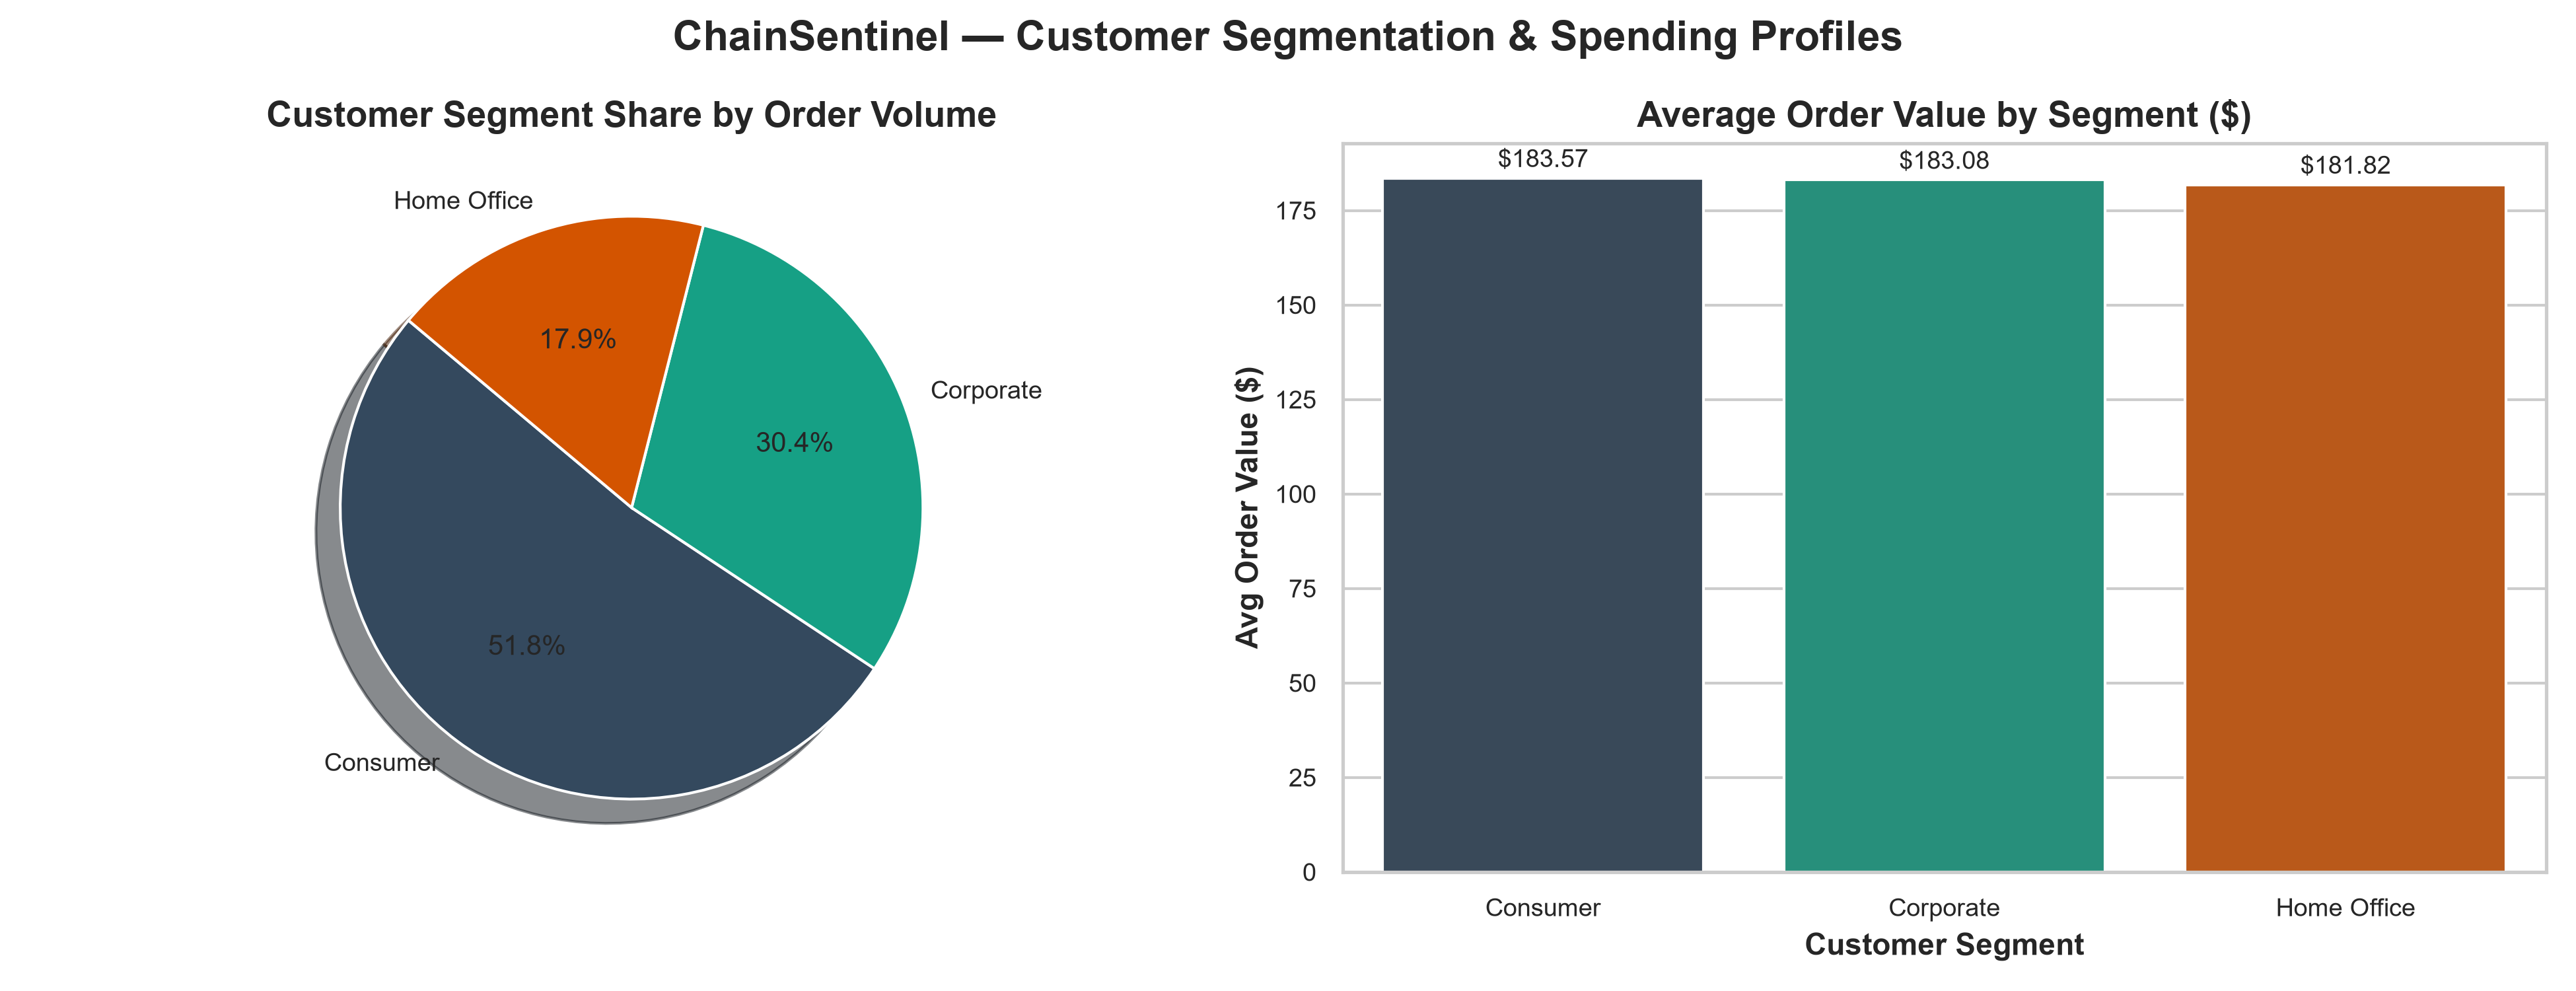 ChainSentinel — Customer Segmentation & Spending Profiles
Customer Segment Share by Order Volume
Home Office
17.9%
Corporate
30.4%
51.8%
Consumer
Average Order Value by Segment ($)
$183.57
$183.08
$181.82
Avg Order Value ($)
175
150
125
100
75
50
25
0
Consumer
Corporate
Home Office
Customer Segment